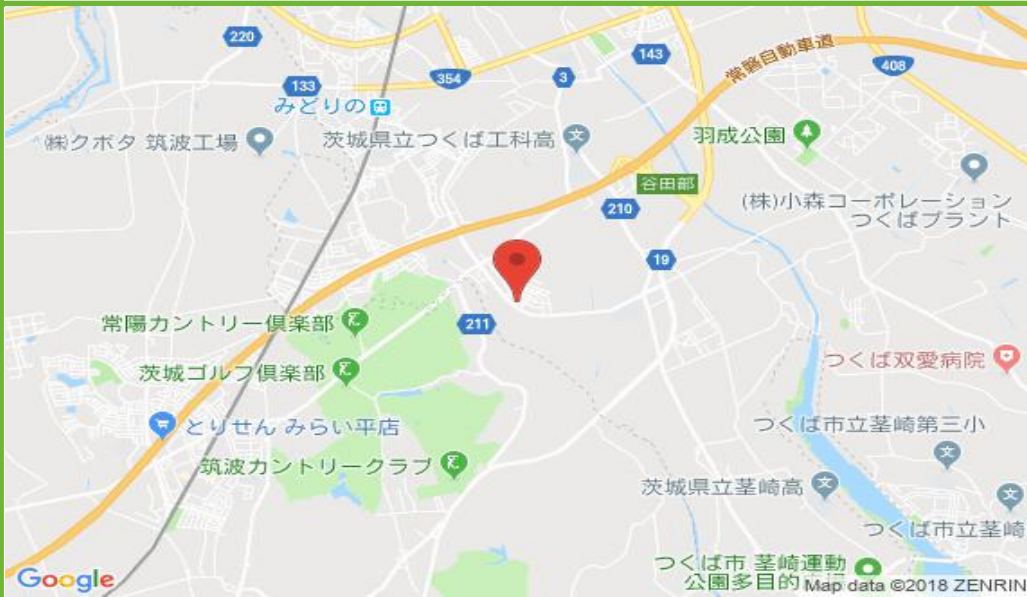 220
143
常磐自動車道
408
354
3
133
みどりの
㈱クボタ 筑波工場
茨城県立つくば工科高
文
羽成公園
谷田部
210
(株)小森コーポレーション
つくばプラント
19
常陽カントリー倶楽部
211
茨城ゴルフ倶楽部
つくば双愛病院
とりせん みらい平店
つくば市立茎崎第三小
文
筑波カントリークラブ
茨城県立茎崎高
文
文
つくば市立茎崎
つくば市 茎崎運動
公園多目的
Google
Map data ©2018 ZENRIN